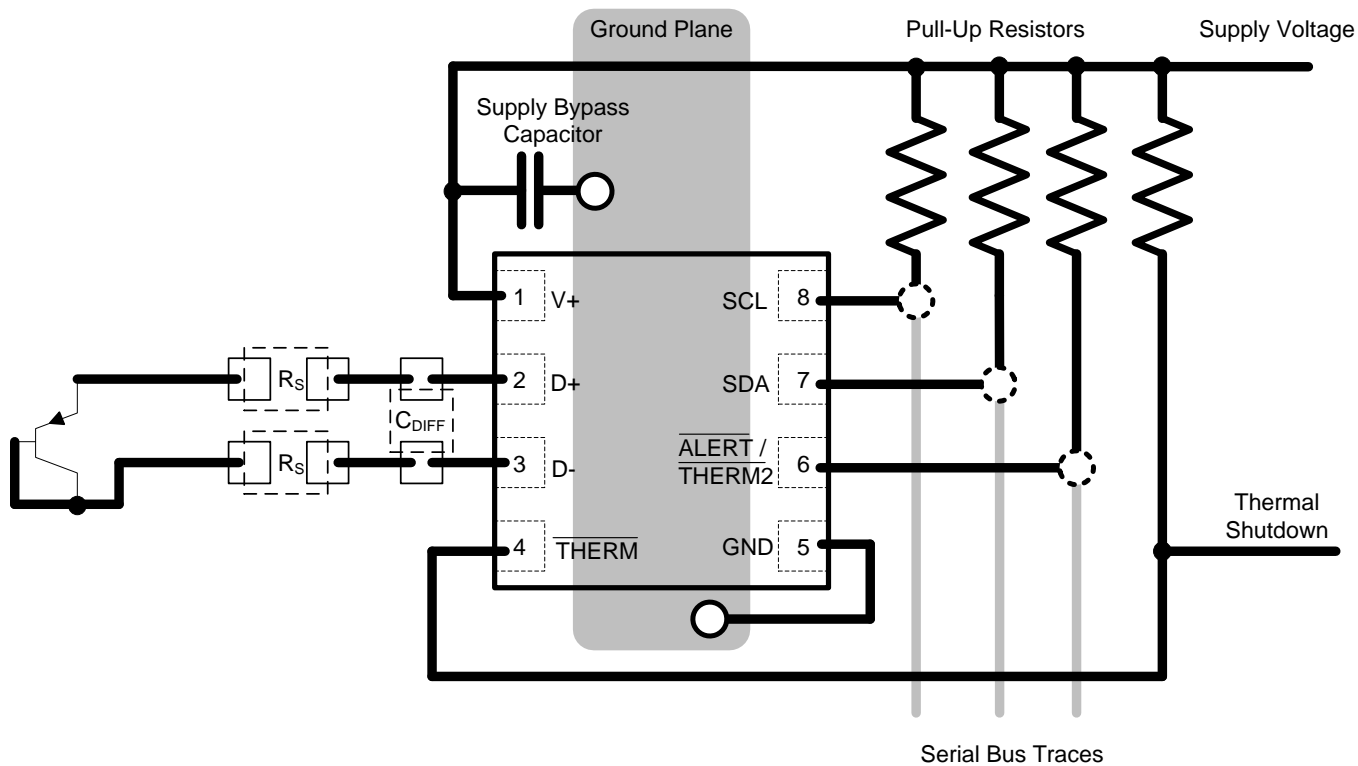 Ground Plane
Pull-Up Resistors
Supply Voltage
Supply Bypass
Capacitor
1
V+
SCL
8
RS
2
D+
SDA
7
CDIFF
RS
3
D-
ALERT /
THERM2
6
4
THERM
GND
5
Thermal
Shutdown
Serial Bus Traces